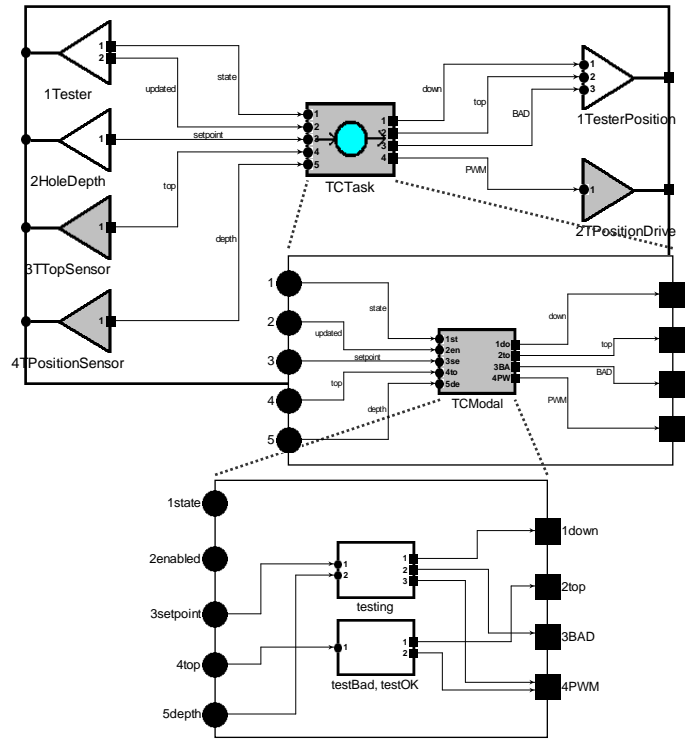 1
2
state
1Tester
updated
down
1
2
3
top
BAD
1TesterPosition
1
setpoint
2HoleDepth
1
2
3
4
5
1
2
3
4
TCTask
PWM
1
2TPositionDrive
top
1
3TTopSensor
depth
1
4TPositionSensor
1
state
2
updated
3
setpoint
4
top
5
depth
1st
2en
3se
4to
5de
1do
2to
3BA
4PW
TCModal
down
top
BAD
PWM
1state
2enabled
3setpoint
4top
5depth
1
2
1
2
3
testing
1
1
2
testBad, testOK
1down
2top
3BAD
4PWM